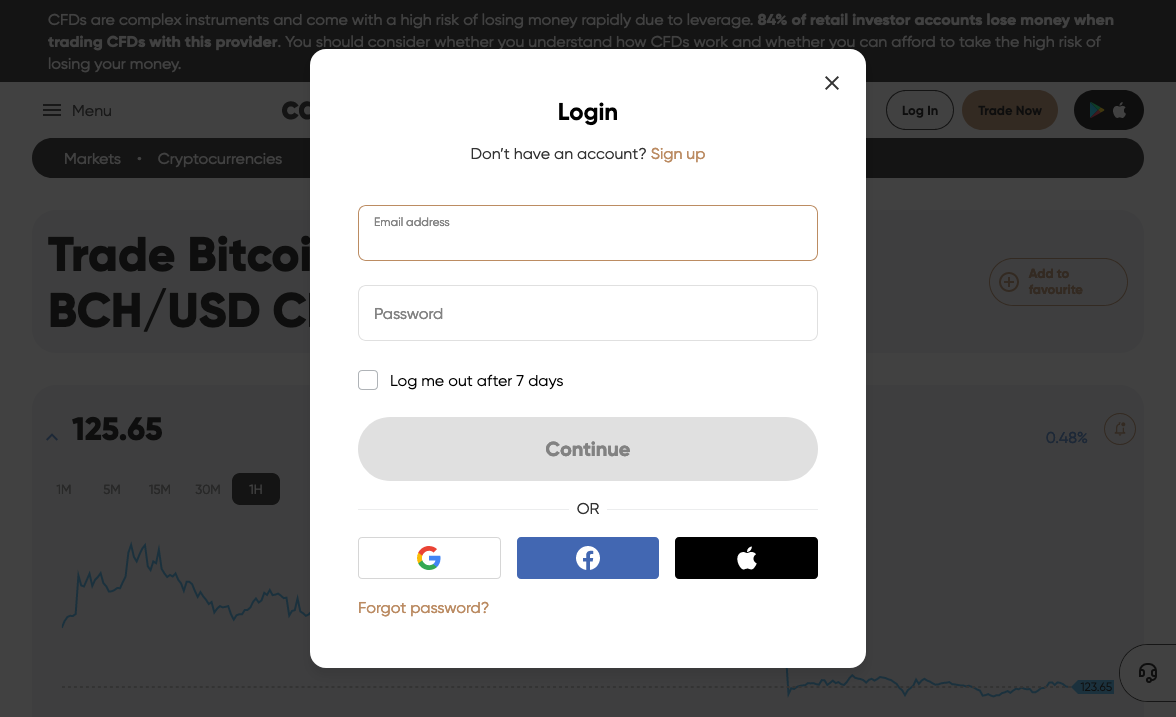 CFDs are complex instruments and come with a high risk of losing money rapidly due to leverage. 84% of retail investor accounts lose money when
trading CFDs with this provider. You should consider whether you understand how CFDs work and whether you can afford to take the high risk of
losing your money.
Menu
Log In
Trade Now
Markets • Cryptocurrencies
Login
Don't have an account? Sign up
Email address
Password
Log me out after 7 days
Continue
OR
Forgot password?
Trade Bitcoi
BCH/USD C
Add to
favourite
125.65
0.48%
1M 5M 15M 30M 1H
123.65